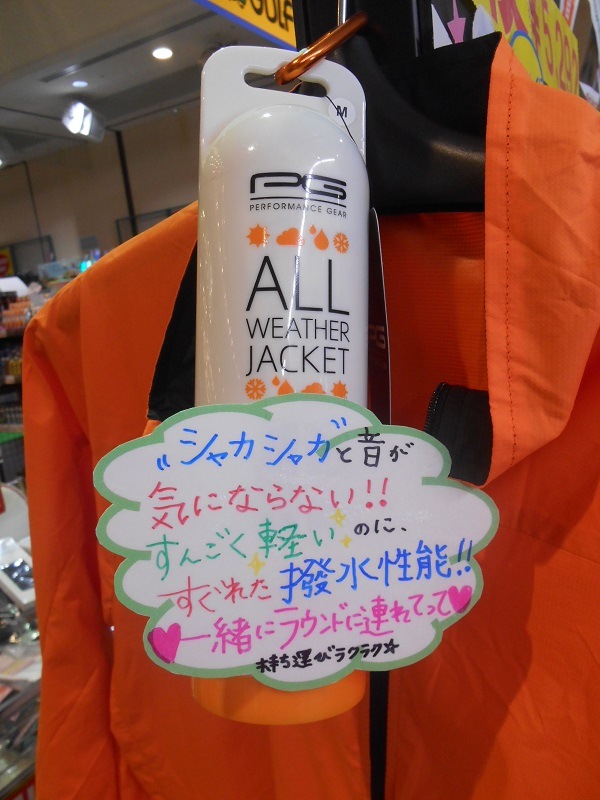 GOLF
M
PG
PERFORMANCE GEAR
ALL
WEATHER
JACKET
〝シャカシャカ〟と音が
気にならない!!
すんごく軽いのに、
すぐれた撥水性能!!
一緒にラウンドに連れてって
持ち運びラクラク☆
PG